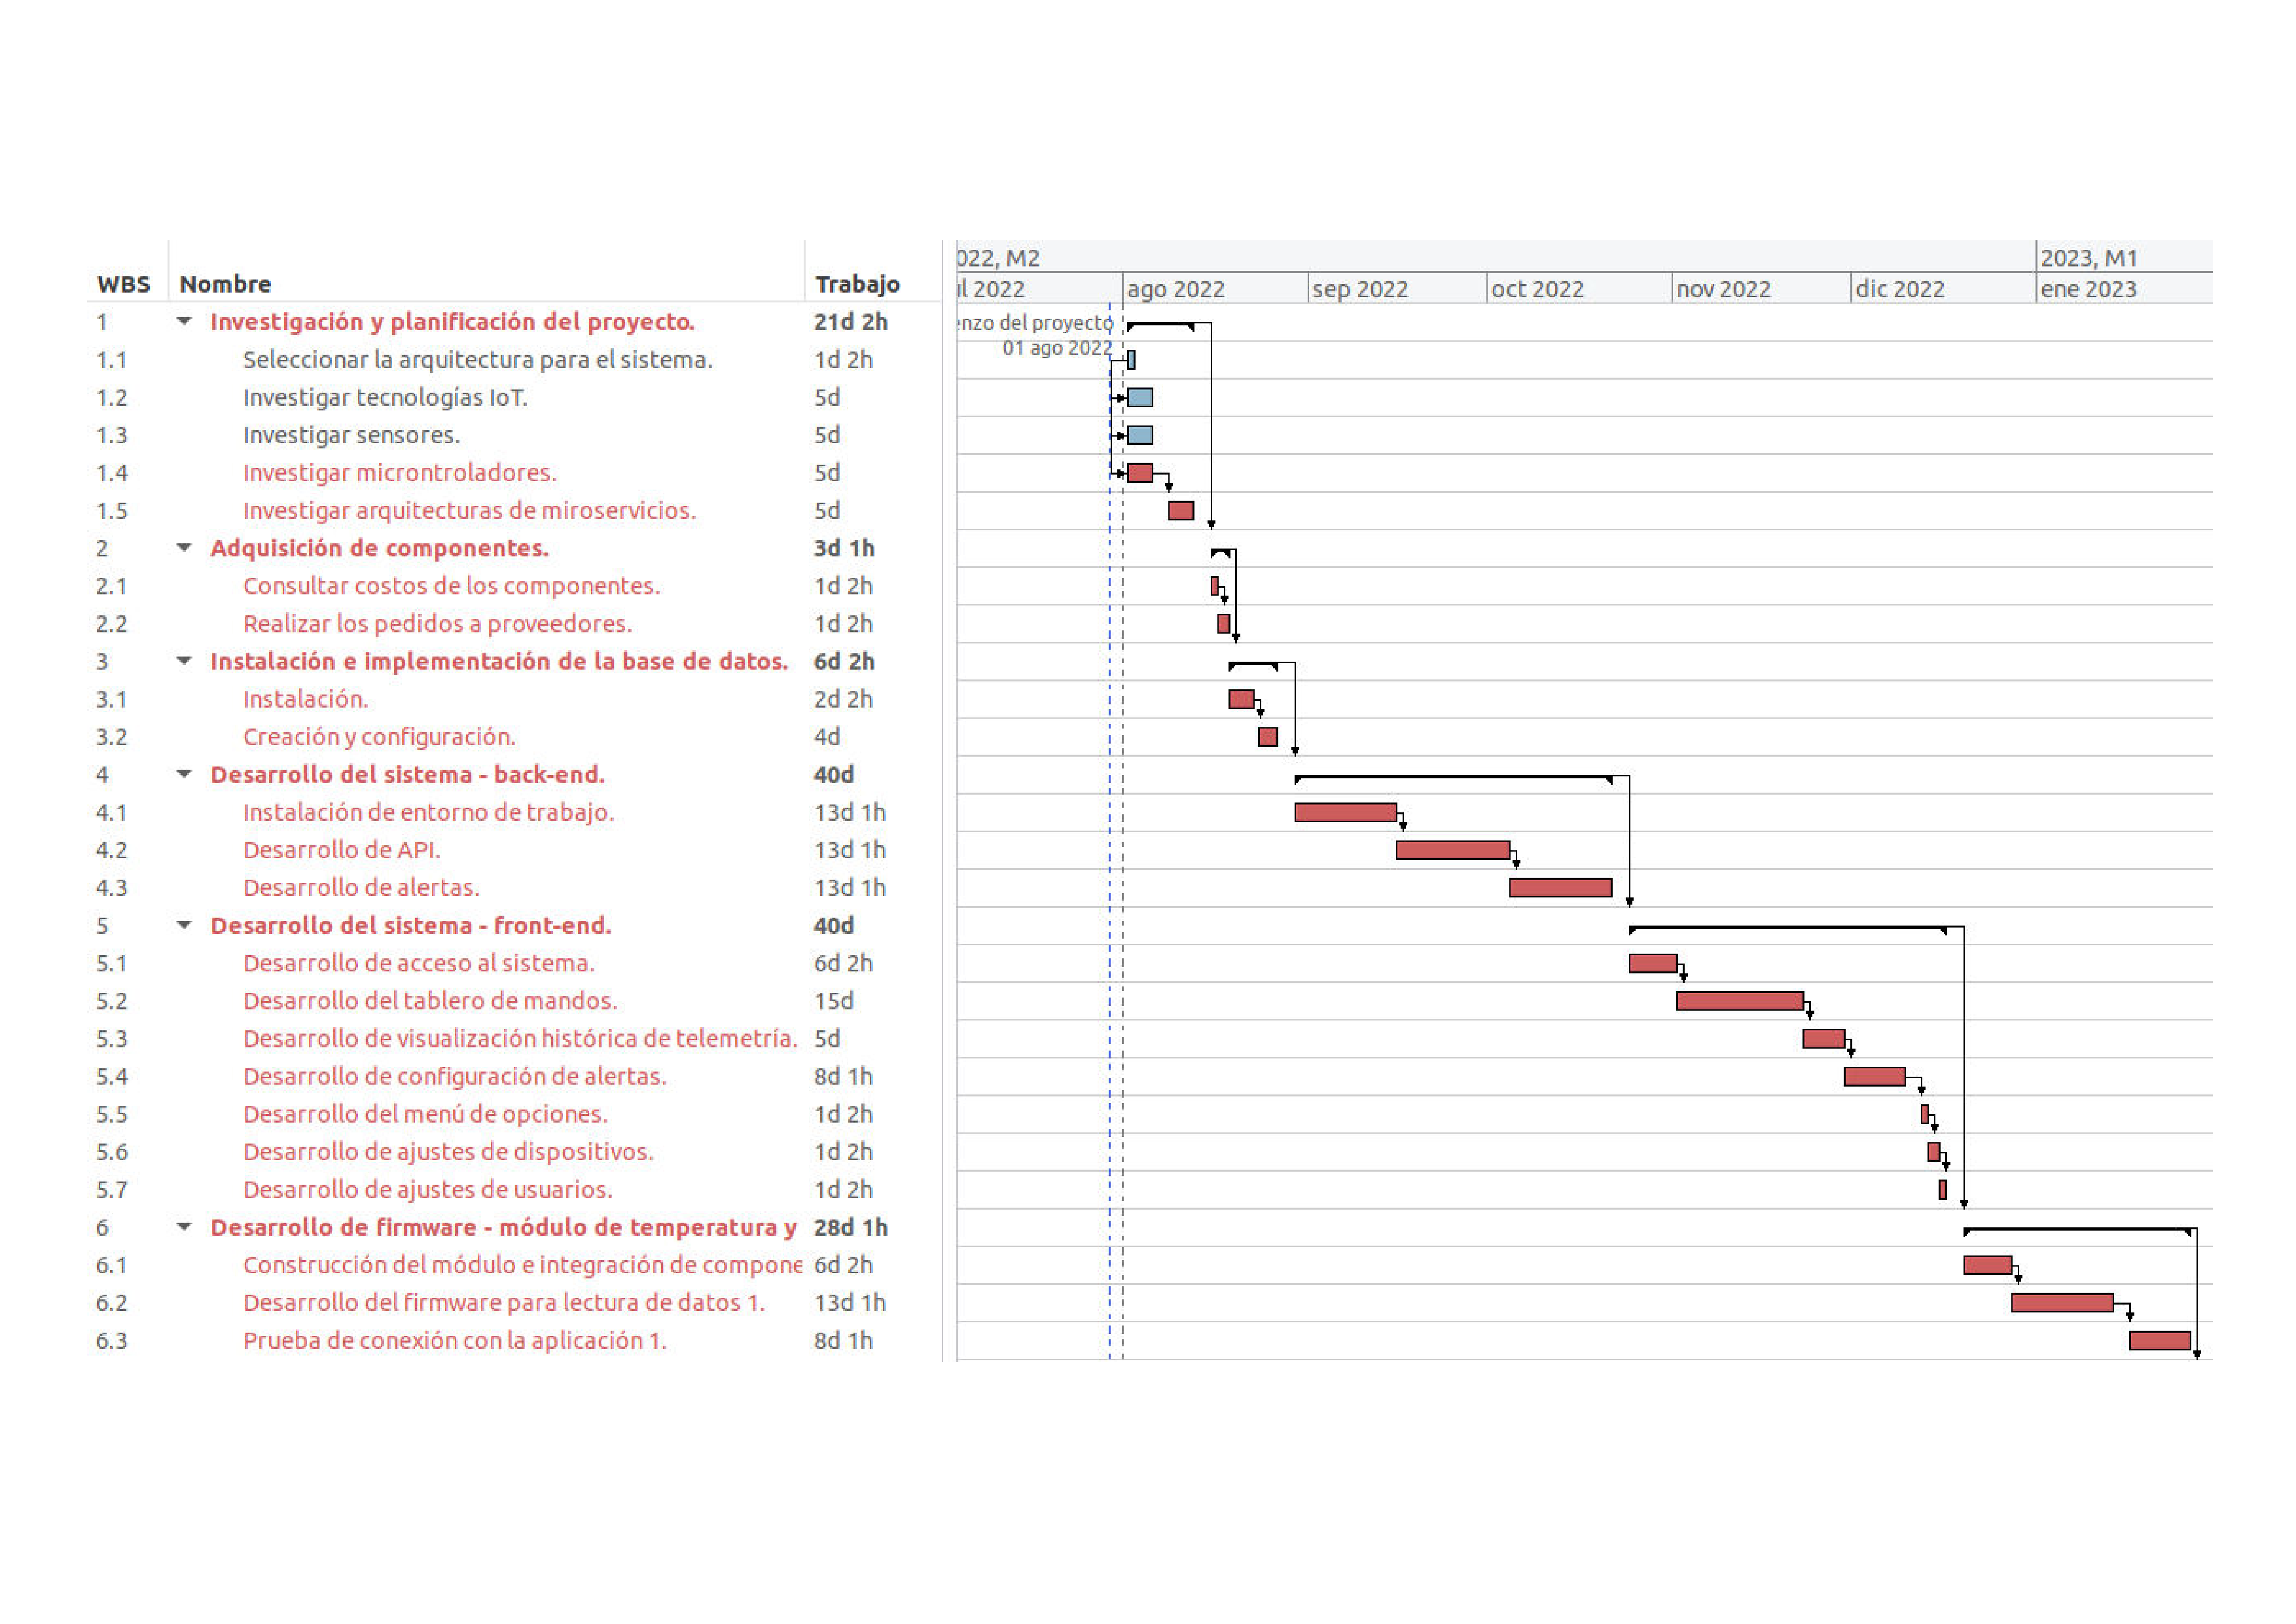 022, M2 2023, M1
WBS Nombre Trabajo
ul 2022 ago 2022 sep 2022 oct 2022 nov 2022 dic 2022 ene 2023
1 Investigación y planificación del proyecto. 21d 2h
enzo del proyecto
01 ago 2022
1.1 Seleccionar la arquitectura para el sistema. 1d 2h
1.2 Investigar tecnologías IoT. 5d
1.3 Investigar sensores. 5d
1.4 Investigar microntroladores. 5d
1.5 Investigar arquitecturas de miroservicios. 5d
2 Adquisición de componentes. 3d 1h
2.1 Consultar costos de los componentes. 1d 2h
2.2 Realizar los pedidos a proveedores. 1d 2h
3 Instalación e implementación de la base de datos. 6d 2h
3.1 Instalación. 2d 2h
3.2 Creación y configuración. 4d
4 Desarrollo del sistema - back-end. 40d
4.1 Instalación de entorno de trabajo. 13d 1h
4.2 Desarrollo de API. 13d 1h
4.3 Desarrollo de alertas. 13d 1h
5 Desarrollo del sistema - front-end. 40d
5.1 Desarrollo de acceso al sistema. 6d 2h
5.2 Desarrollo del tablero de mandos. 15d
5.3 Desarrollo de visualización histórica de telemetría. 5d
5.4 Desarrollo de configuración de alertas. 8d 1h
5.5 Desarrollo del menú de opciones. 1d 2h
5.6 Desarrollo de ajustes de dispositivos. 1d 2h
5.7 Desarrollo de ajustes de usuarios. 1d 2h
6 Desarrollo de firmware - módulo de temperatura y 28d 1h
6.1 Construcción del módulo e integración de compone 6d 2h
6.2 Desarrollo del firmware para lectura de datos 1. 13d 1h
6.3 Prueba de conexión con la aplicación 1. 8d 1h